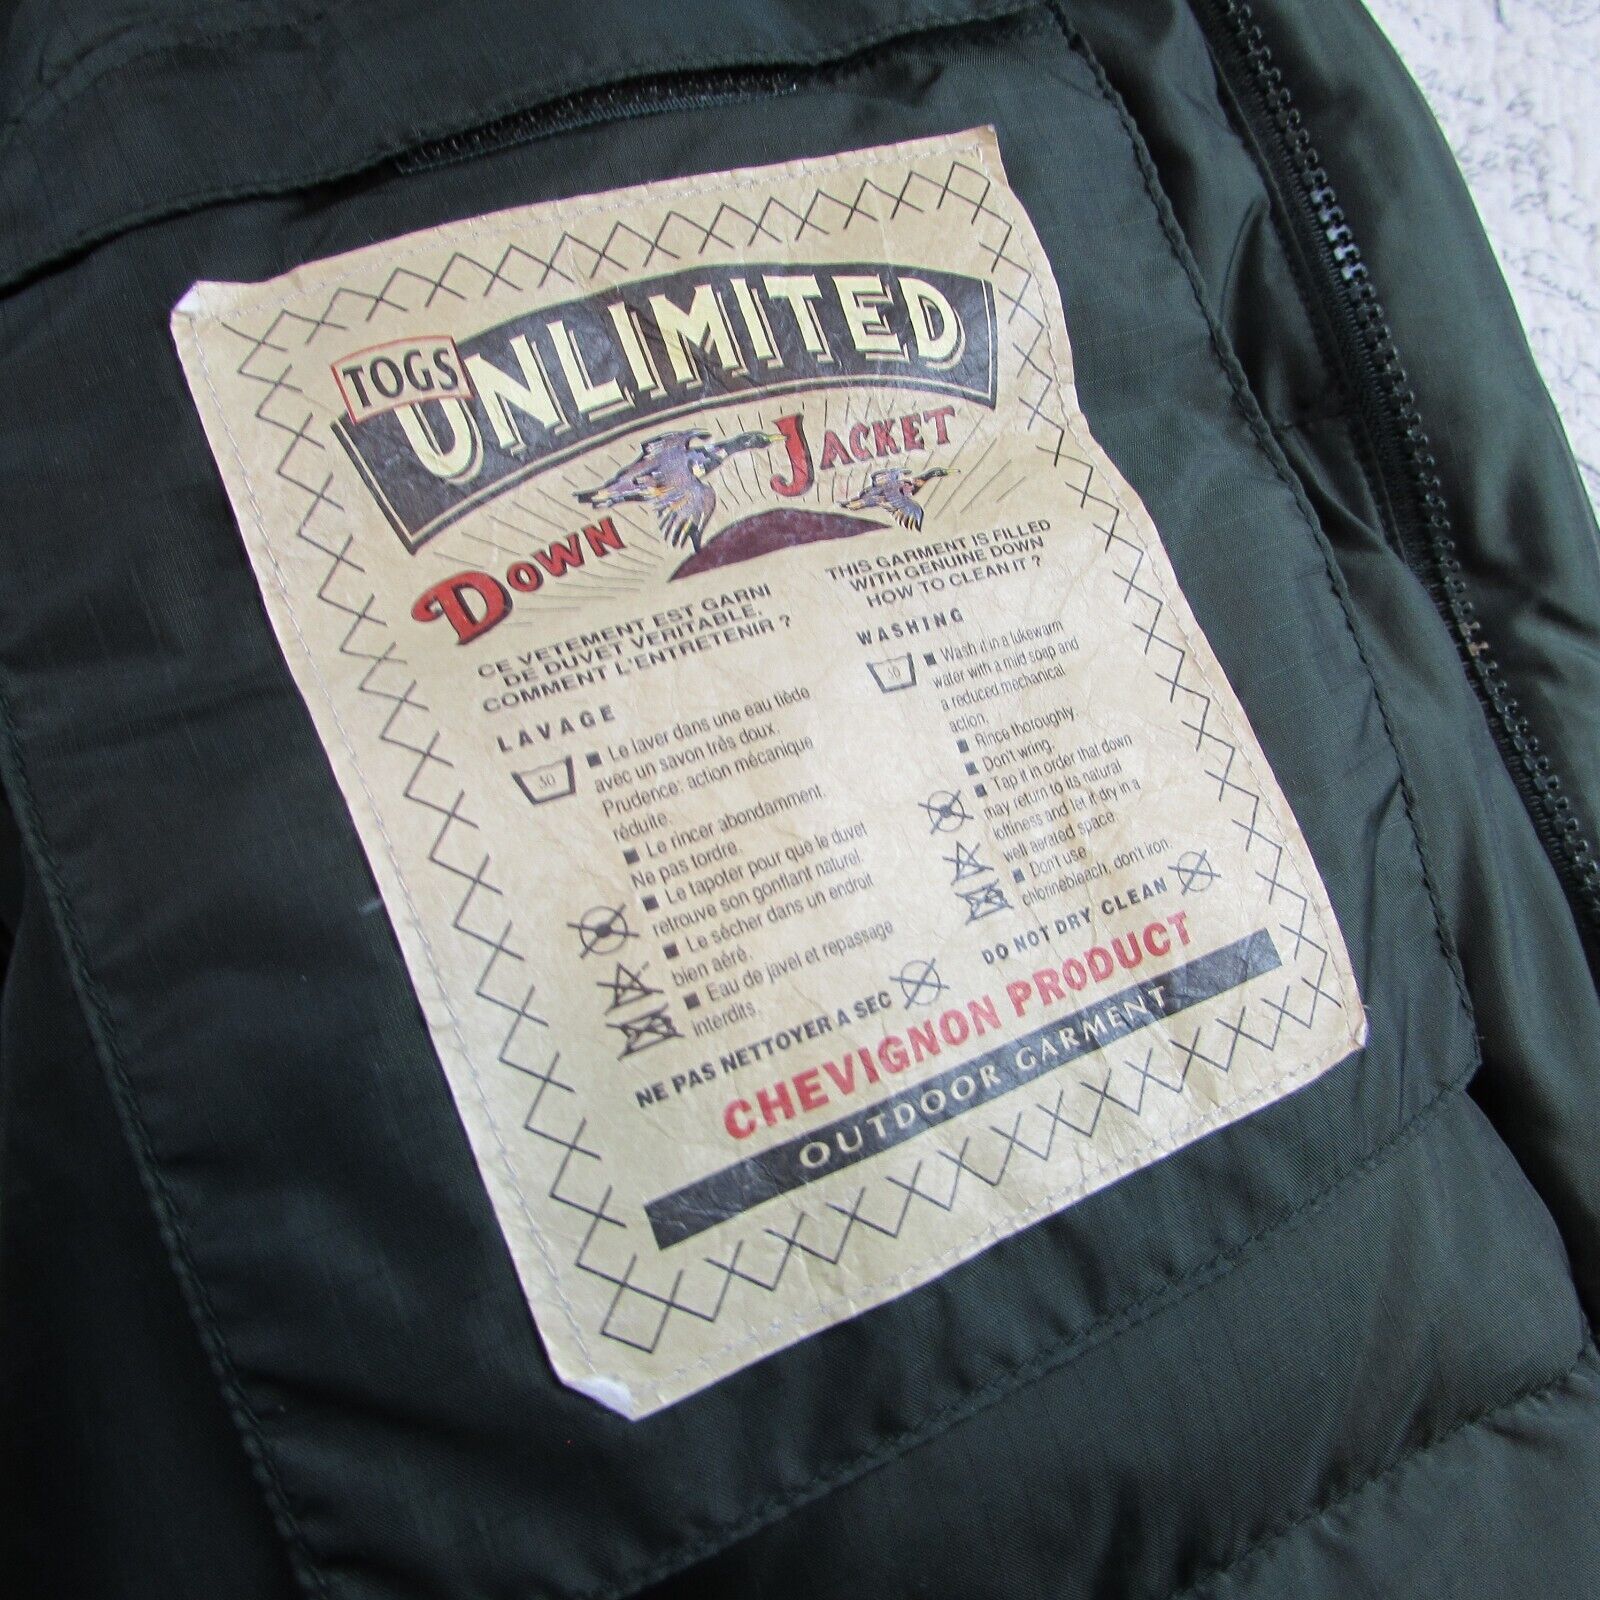 TOGS
UNLIMITED
DOWN
JACKET
CE VETEMENT EST GARNI
DE DUVET VERITABLE.
COMMENT L'ENTRETENIR ?
LAVAGE
30
■ Le laver dans une eau tiède
avec un savon très doux.
Prudence: action mécanique
réduite.
■ Le rincer abondamment.
Ne pas tordre.
■ Le tapoter pour que le duvet
retrouve son gonflant naturel.
■ Le sécher dans un endroit
bien aéré.
■ Eau de javel et repassage
interdits.
NE PAS NETTOYER A SEC
THIS GARMENT IS FILLED
WITH GENUINE DOWN
HOW TO CLEAN IT ?
WASHING
30
■ Wash it in a lukewarm
water with a mild soap and
a reduced mechanical
action.
■ Rince thoroughly.
■ Don't wring.
■ Tap it in order that down
may return to its natural
loftiness and let it dry in a
well aerated space.
■ Don't use
chlorinebleach, don't iron.
DO NOT DRY CLEAN
CHEVIGNON PRODUCT
OUTDOOR GARMENT